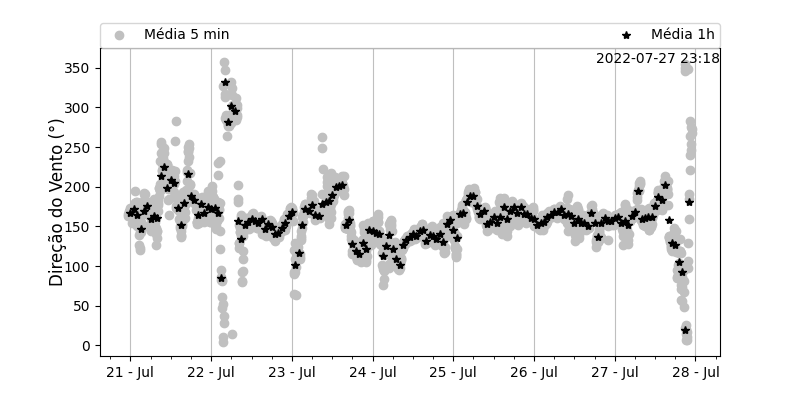 Média 5 min
Média 1h
2022-07-27 23:18
Direção do Vento (°)
350
300
250
200
150
100
50
0
21 - Jul
22 - Jul
23 - Jul
24 - Jul
25 - Jul
26 - Jul
27 - Jul
28 - Jul